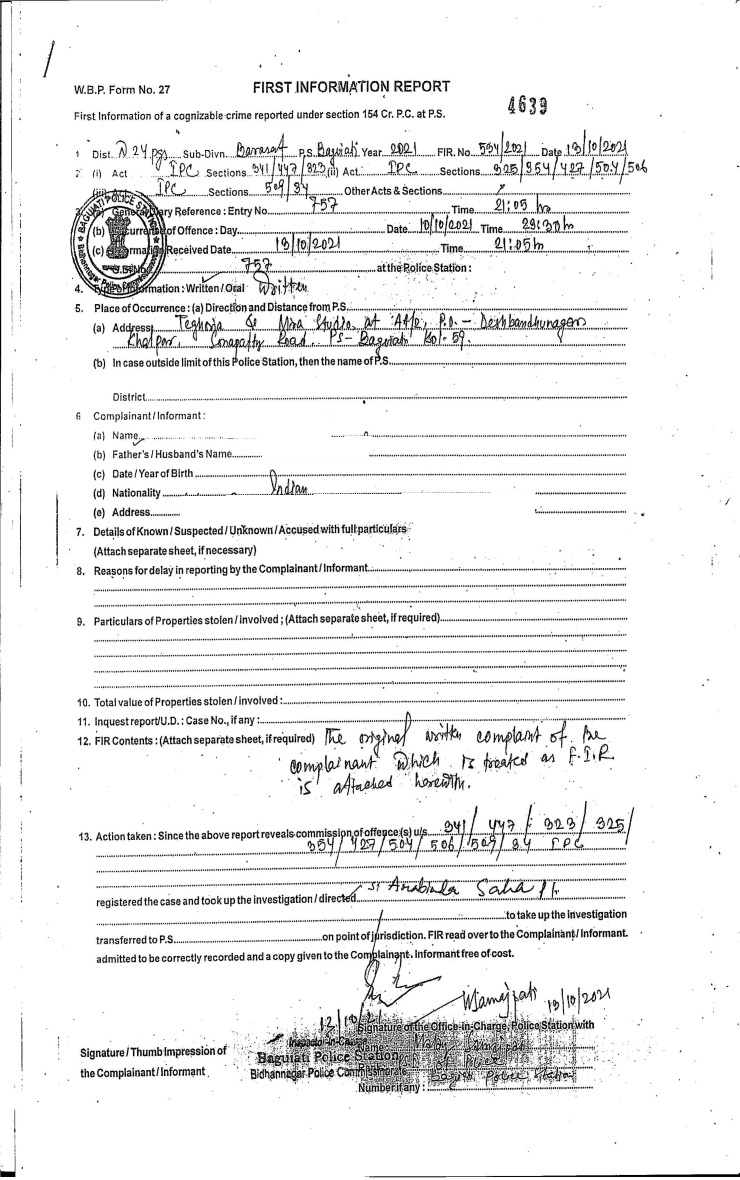 W.B.P. Form No. 27
FIRST INFORMATION REPORT
4639
First Information of a cognizable crime reported under section 154 Cr. P.C. at P.S.
1 Dist. N 24 Pgs Sub-Divn. Barasat P.S. Baguiati Year 2021 FIR. No. 534/2021 Date 13/10/2021
2 (i) Act IPC Sections 341/447/323 (ii) Act. IPC Sections 325/354/427/504/506
(iii) Act IPC Sections 509/34 Other Acts & Sections
3. (a) General Diary Reference : Entry No. 757 Time 21:05 hr
(b) Occurrence of Offence : Day Date 10/10/2021 Time 23:30 h
(c) Information Received Date 13/10/2021 Time 21:05 h
757 at the Police Station :
BAGUIATI POLICE STATION
4. Type of Information : Written / Oral Written
5. Place of Occurrence : (a) Direction and Distance from P.S.
(a) Address Teghoria Mira Studio at P.O. - Deshbandhunagar
Road. PS- Baguiati Kol- 59.
(b) In case outside limit of this Police Station, then the name of P.S.
District
6 Complainant / Informant :
(a) Name
(b) Father's / Husband's Name
(c) Date / Year of Birth
(d) Nationality Indian
(e) Address
7. Details of Known / Suspected / Unknown / Accused with full particulars
(Attach separate sheet, if necessary)
8. Reasons for delay in reporting by the Complainant / Informant
9. Particulars of Properties stolen / involved ; (Attach separate sheet, if required)
10. Total value of Properties stolen / involved :
11. Inquest report/U.D. : Case No., if any :
12. FIR Contents : (Attach separate sheet, if required) The original written complaint of the
complainant which is treated as F.I.R
is attached herewith.
13. Action taken : Since the above report reveals commission of offence(s) u/s 341 / 447 / 323 / 325/
354/427/504/506/509/34 IPC
registered the case and took up the investigation / directed SI Saha
to take up the investigation
transferred to P.S. on point of jurisdiction. FIR read over to the Complainant / Informant.
admitted to be correctly recorded and a copy given to the Complainant. Informant free of cost.
13/10/2021
13/10/21
Signature of the Office-in-Charge, Police Station with
Inspector-in-Charge Name
Signature / Thumb Impression of
Baguiati Police Station
the Complainant / Informant
Bidhannagar Police Commissionerate
Police Station
Number if any :